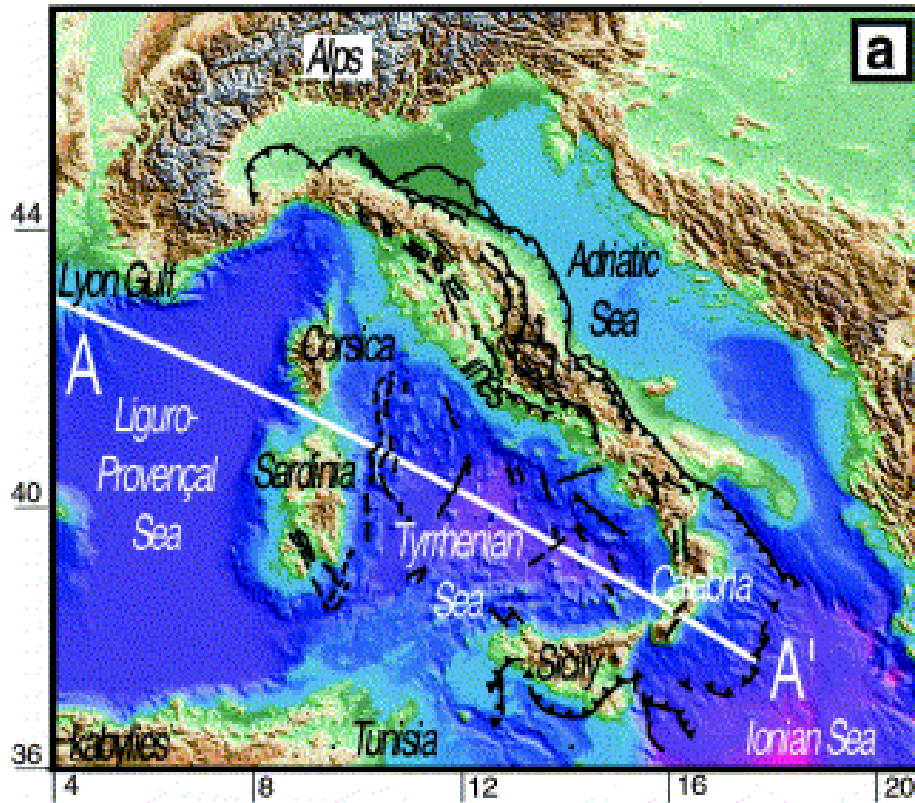 a
Alps
44
Lyon Gulf
Adriatic
Sea
Corsica
A
Liguro-
Provençal
Sea
Sardinia
40
Tyrrhenian
Sea
Calabria
Sicily
A'
Ionian Sea
kabylies
Tunisia
36
4
8
12
16
20